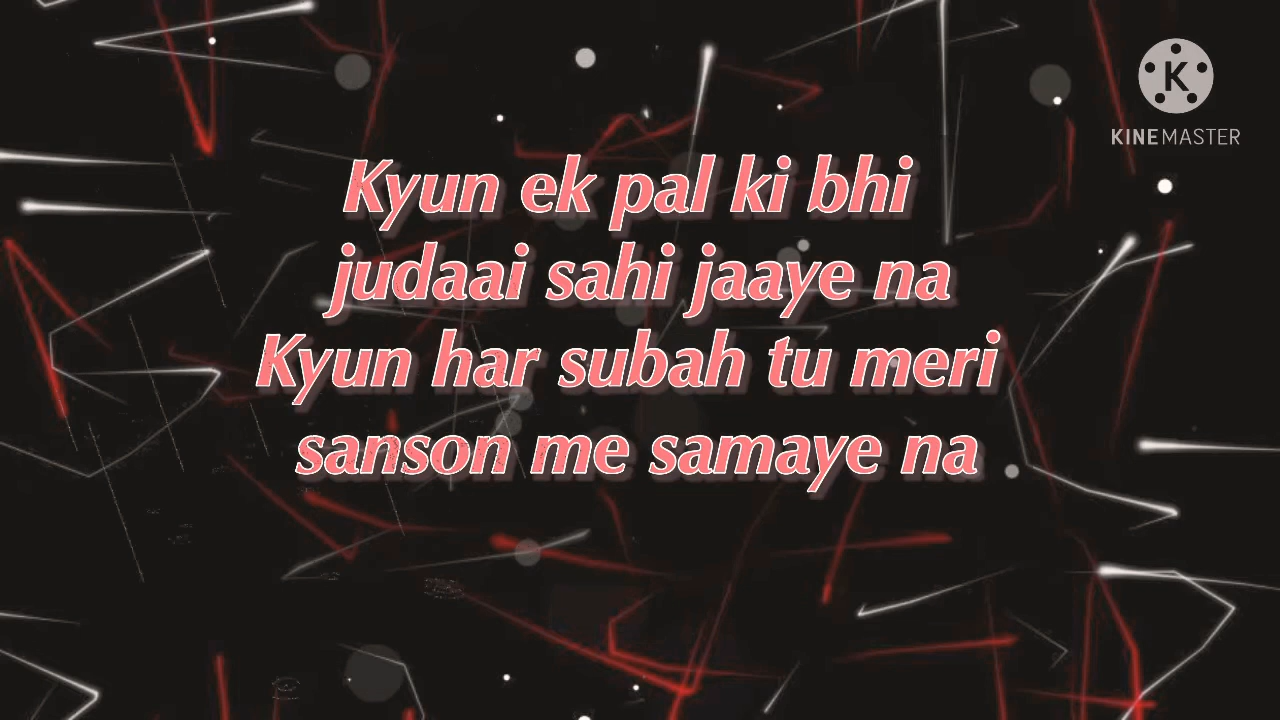 KINEMASTER
Kyun ek pal ki bhi
judaai sahi jaaye na
Kyun har subah tu meri
sanson me samaye na